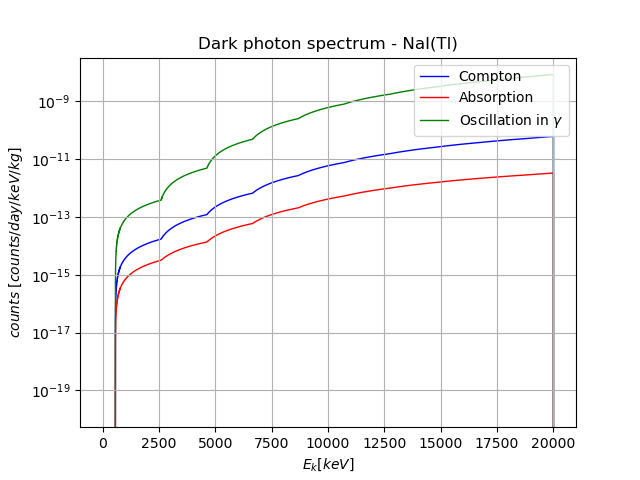 Dark photon spectrum - NaI(Tl)
Compton
Absorption
Oscillation in γ
10⁻⁹
10⁻¹¹
10⁻¹³
10⁻¹⁵
10⁻¹⁷
10⁻¹⁹
counts [counts/day/keV/kg]
0 2500 5000 7500 10000 12500 15000 17500 20000
Eₖ[keV]